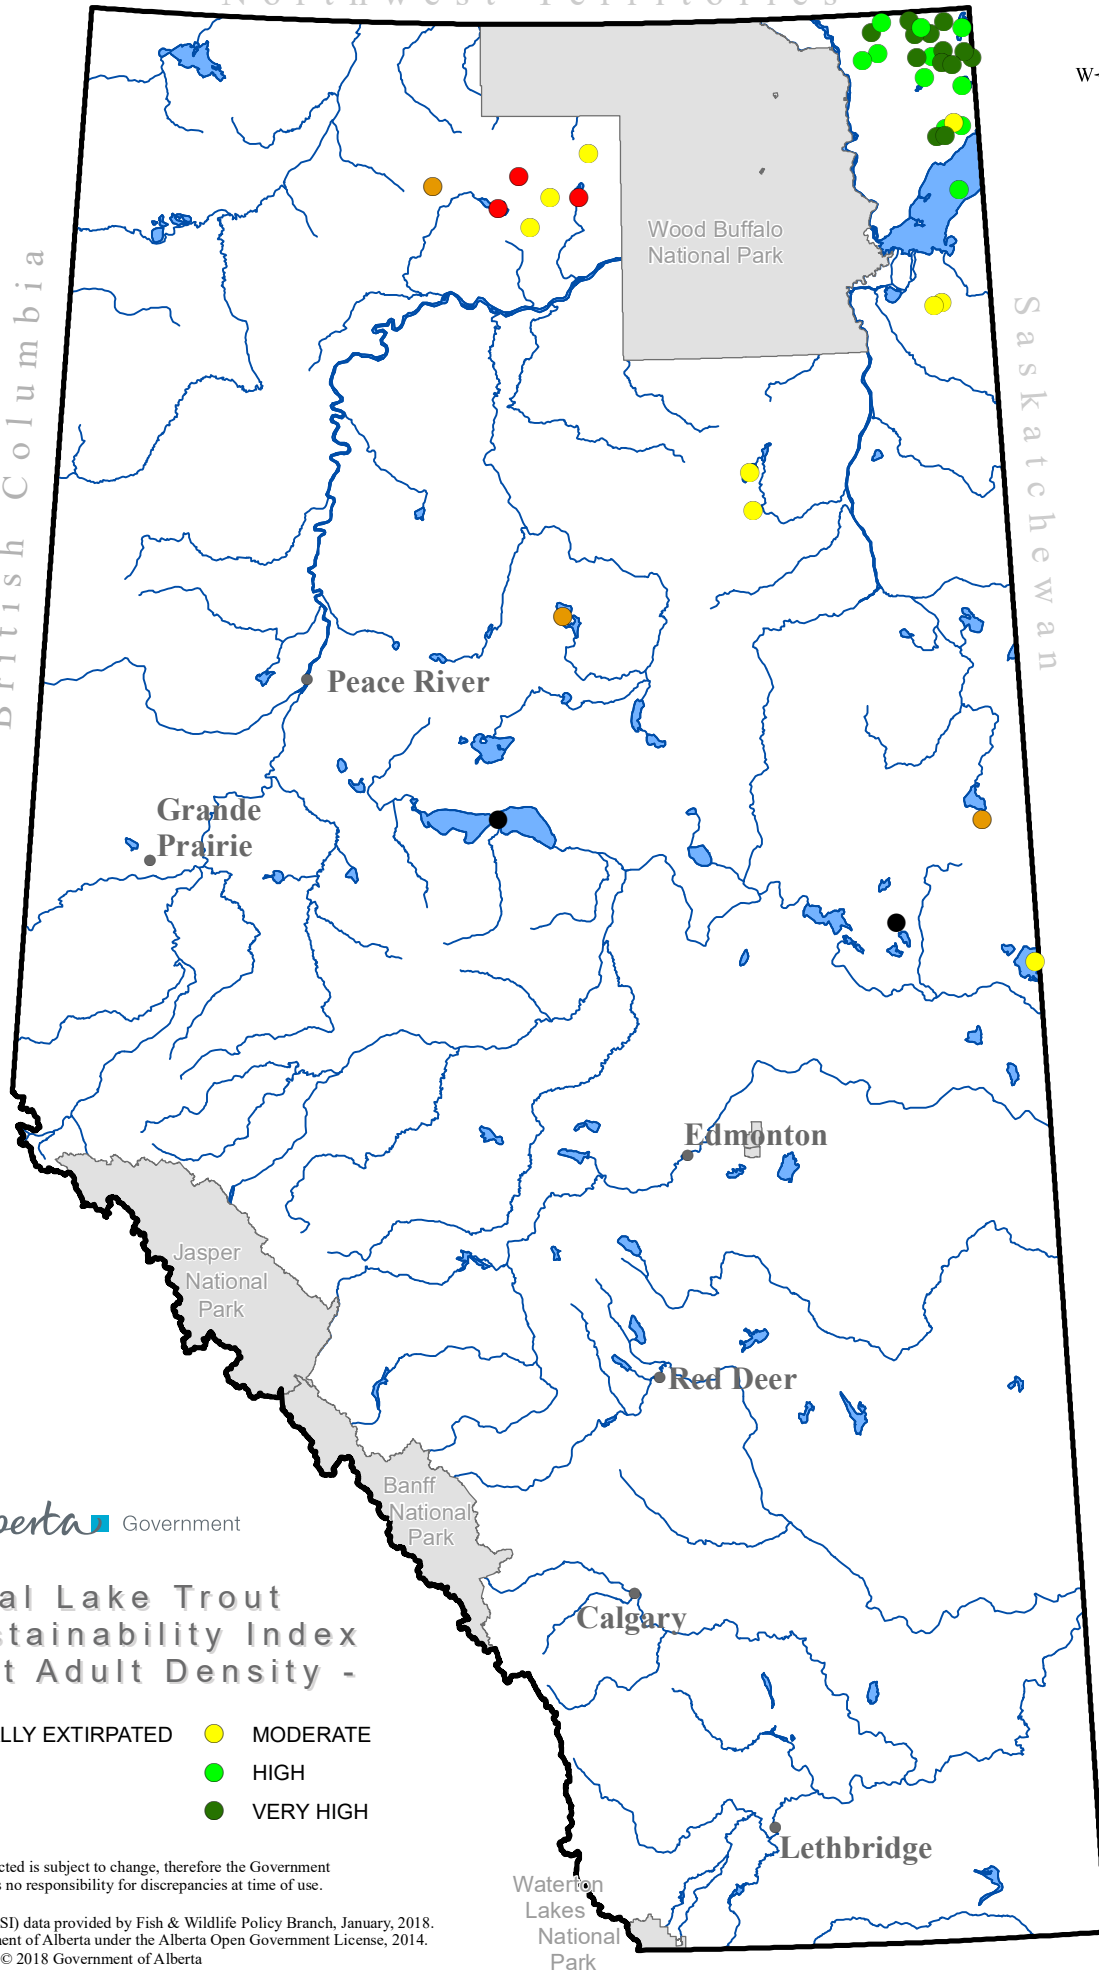 Northwest Territories
W
British Columbia
Saskatchewan
Wood Buffalo
National Park
Peace River
Grande
Prairie
Edmonton
Jasper
National
Park
Red Deer
Banff
National
Park
berta Government
al Lake Trout
stainability Index
t Adult Density -
Calgary
LLY EXTIRPATED
MODERATE
HIGH
VERY HIGH
Lethbridge
Waterton
Lakes
National
Park
cted is subject to change, therefore the Government
s no responsibility for discrepancies at time of use.
SI) data provided by Fish & Wildlife Policy Branch, January, 2018.
ment of Alberta under the Alberta Open Government License, 2014.
© 2018 Government of Alberta